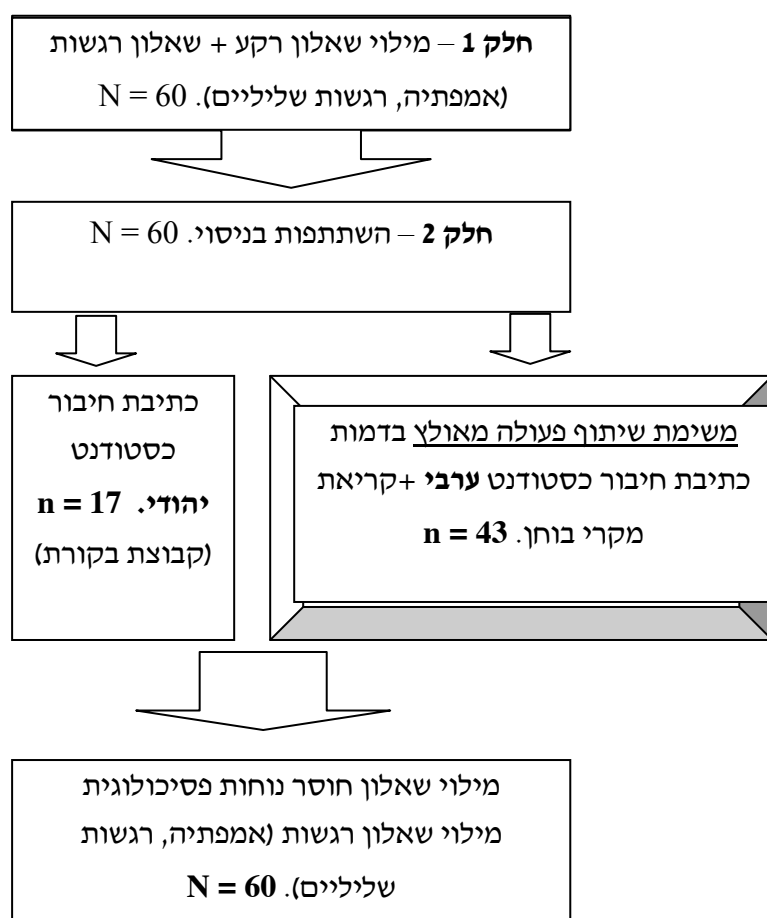 חלק 1 – מילוי שאלון רקע + שאלון רגשות
(אמפתיה, רגשות שליליים). N = 60
חלק 2 – השתתפות בניסוי. N = 60
משימת שיתוף פעולה מאולץ בדמות
כתיבת חיבור כסטודנט ערבי +קריאת
מקרי בוחן. n = 43
כתיבת חיבור
כסטודנט
יהודי. n = 17
(קבוצת בקורת)
מילוי שאלון חוסר נוחות פסיכולוגית
מילוי שאלון רגשות (אמפתיה, רגשות
שליליים). N = 60